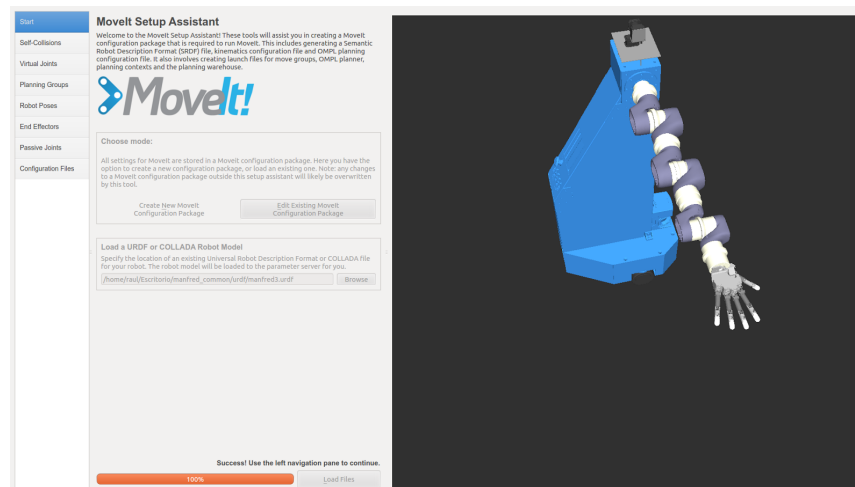 Start
Self-Collisions
Virtual Joints
Planning Groups
Robot Poses
End Effectors
Passive Joints
Configuration Files
MoveIt Setup Assistant
Welcome to the MoveIt Setup Assistant! These tools will assist you in creating a MoveIt
configuration package that is required to run MoveIt. This includes generating a Semantic
Robot Description Format (SRDF) file, kinematics configuration file and OMPL planning
configuration file. It also involves creating launch files for move groups, OMPL planner,
planning contexts and the planning warehouse.
MoveIt!
Choose mode:
All settings for MoveIt are stored in a MoveIt configuration package. Here you have the
option to create a new configuration package, or load an existing one. Note: any changes
to a MoveIt configuration package outside this setup assistant will likely be overwritten
by this tool.
Create New MoveIt
Configuration Package
Edit Existing MoveIt
Configuration Package
Load a URDF or COLLADA Robot Model
Specify the location of an existing Universal Robot Description Format or COLLADA file
for your robot. The robot model will be loaded to the parameter server for you.
/home/raul/Escritorio/manfred_common/urdf/manfred3.urdf
Browse
Success! Use the left navigation pane to continue.
100%
Load Files